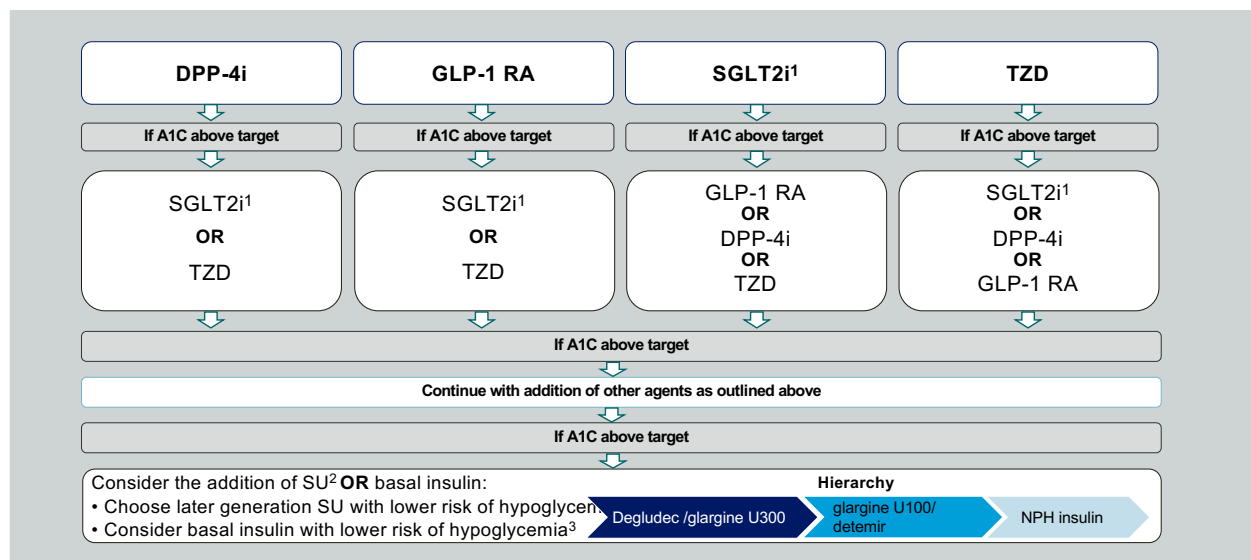 DPP-4i
GLP-1 RA
SGLT2i¹
TZD
If A1C above target
If A1C above target
If A1C above target
If A1C above target
SGLT2i¹
OR
TZD
SGLT2i¹
OR
TZD
GLP-1 RA
OR
DPP-4i
OR
TZD
SGLT2i¹
OR
DPP-4i
OR
GLP-1 RA
If A1C above target
Continue with addition of other agents as outlined above
If A1C above target
Consider the addition of SU² OR basal insulin:
• Choose later generation SU with lower risk of
• Consider basal insulin with lower risk of hypoglycemia³
Hierarchy
Degludec /glargine U300
glargine U100/
detemir
NPH insulin